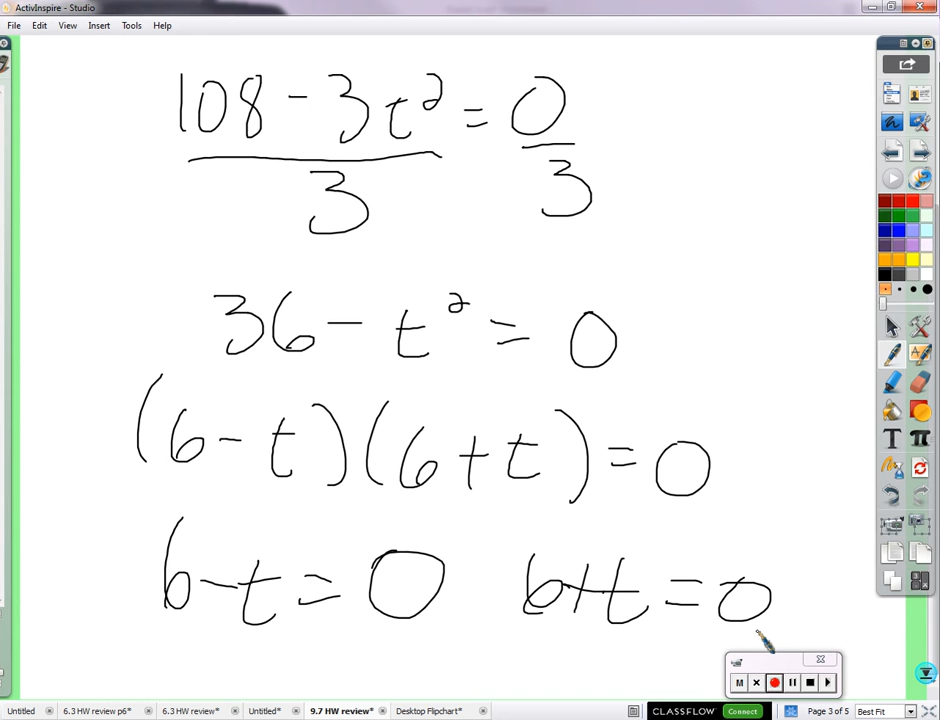 ActivInspire - Studio
File Edit View Insert Tools Help
108 - 3t² = 0
3 3
36 - t² = 0
(6 - t)(6 + t) = 0
6 - t = 0 6 + t = 0
M
Untitled 6.3 HW review p6* 6.3 HW review* Untitled* 9.7 HW review* Desktop Flipchart* CLASSFLOW Connect Page 3 of 5 Best Fit